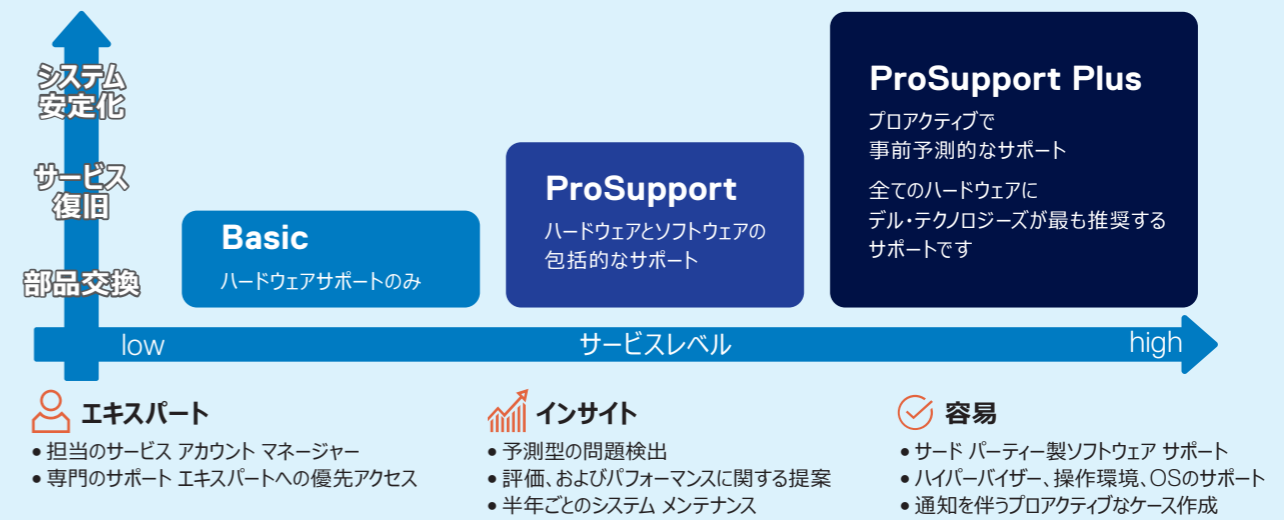 システム
安定化
サービス
復旧
部品交換
Basic
ハードウェアサポートのみ
ProSupport
ハードウェアとソフトウェアの
包括的なサポート
ProSupport Plus
プロアクティブで
事前予測的なサポート
全てのハードウェアに
デル・テクノロジーズが最も推奨する
サポートです
low
サービスレベル
high
エキスパート
• 担当のサービス アカウント マネージャー
• 専門のサポート エキスパートへの優先アクセス
インサイト
• 予測型の問題検出
• 評価、およびパフォーマンスに関する提案
• 半年ごとのシステム メンテナンス
容易
• サード パーティー製ソフトウェア サポート
• ハイパーバイザー、操作環境、OSのサポート
• 通知を伴うプロアクティブなケース作成